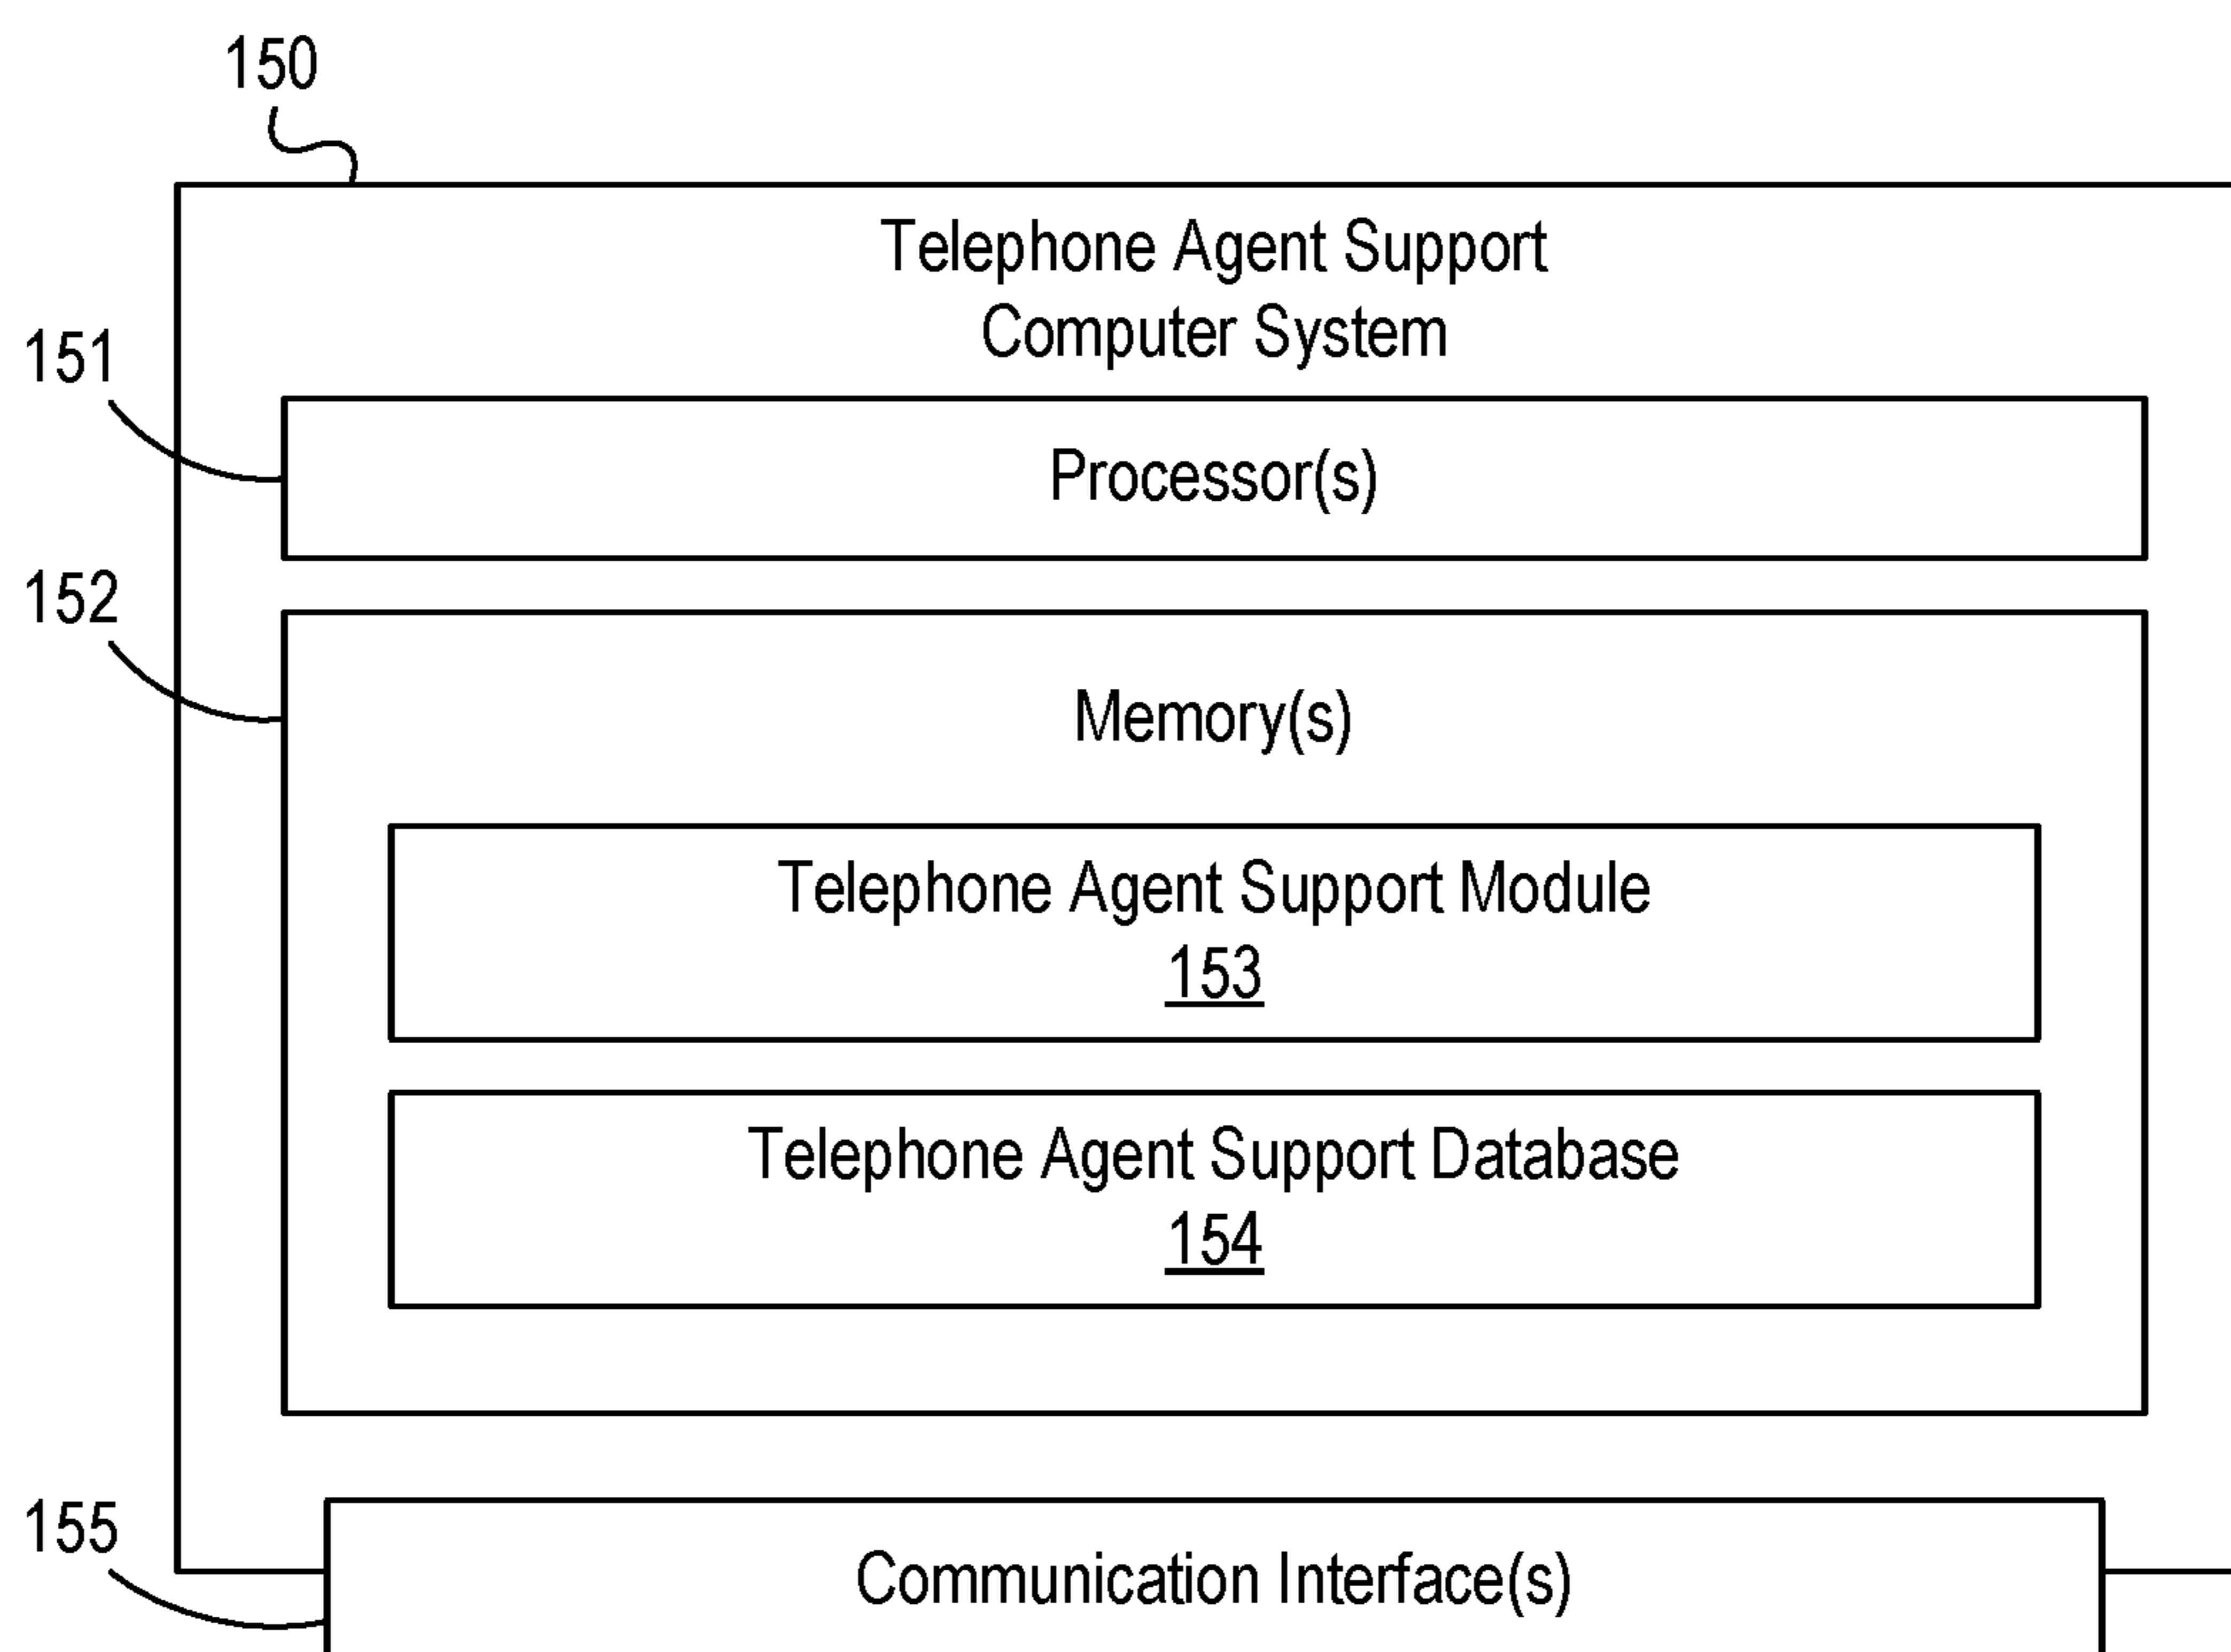 150
Telephone Agent Support
Computer System
151
Processor(s)
152
Memory(s)
Telephone Agent Support Module
153
Telephone Agent Support Database
154
155
Communication Interface(s)